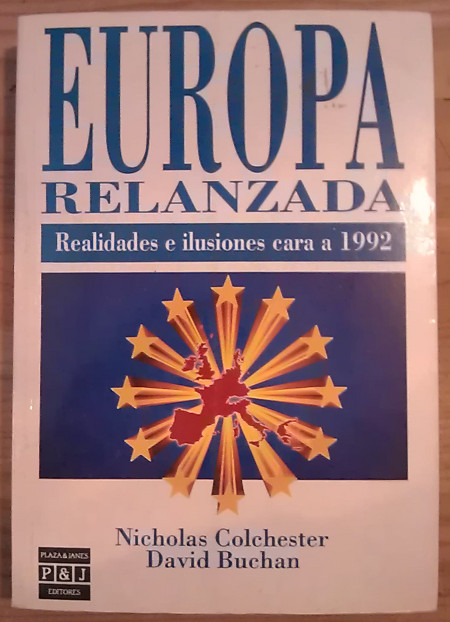 EUROPA
RELANZADA
Realidades e ilusiones cara a 1992
Nicholas Colchester
David Buchan
PLAZA & JANES
P & J
EDITORES